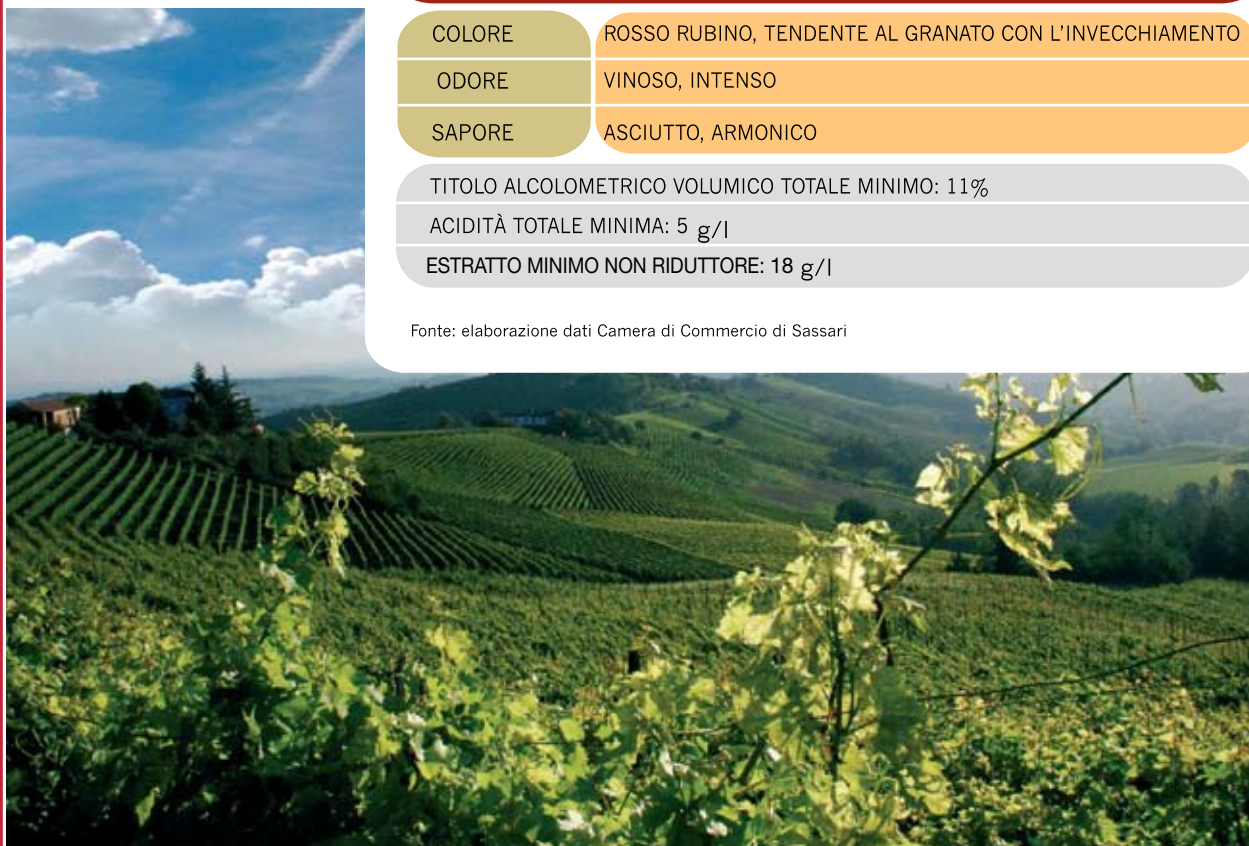 COLORE ROSSO RUBINO, TENDENTE AL GRANATO CON L'INVECCHIAMENTO
ODORE VINOSO, INTENSO
SAPORE ASCIUTTO, ARMONICO
TITOLO ALCOLOMETRICO VOLUMICO TOTALE MINIMO: 11%
ACIDITÀ TOTALE MINIMA: 5 g/l
ESTRATTO MINIMO NON RIDUTTORE: 18 g/l
Fonte: elaborazione dati Camera di Commercio di Sassari